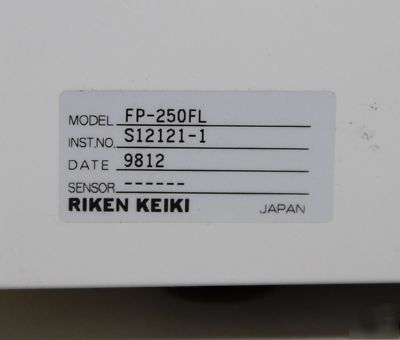 MODEL FP-250FL
INST.NO. S12121-1
DATE 9812
SENSOR ------
RIKEN KEIKI JAPAN